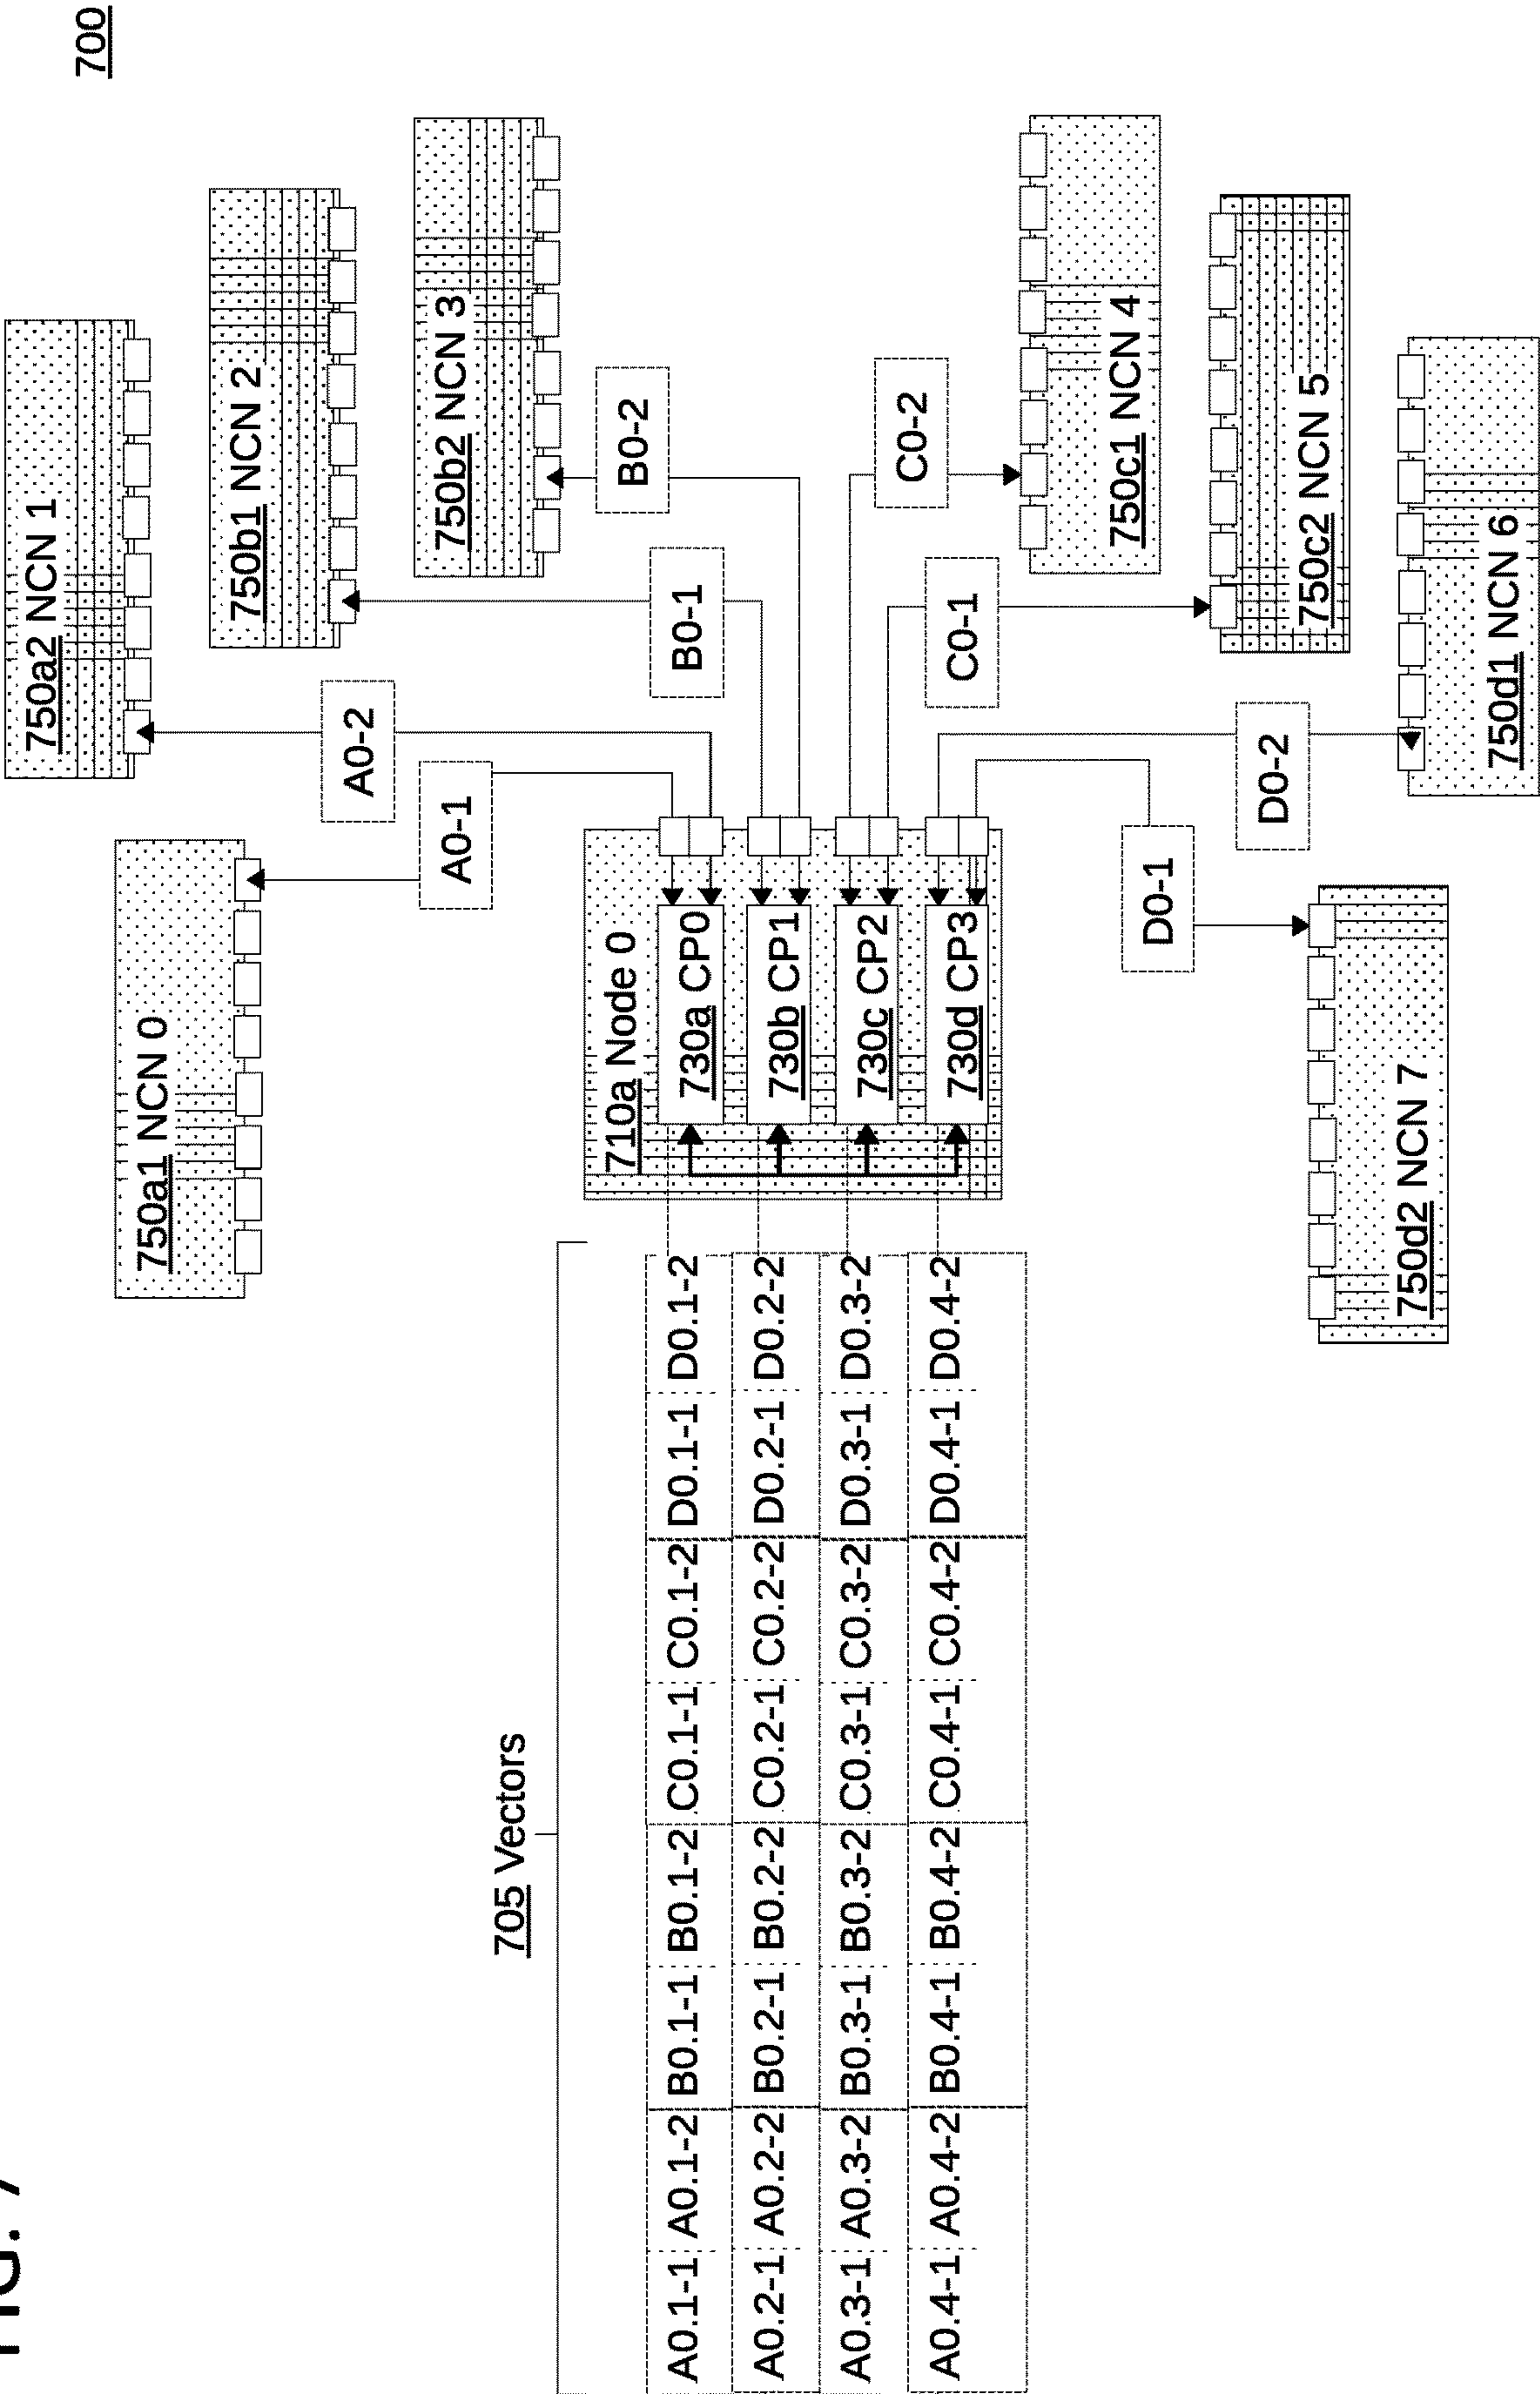 FIG. 7
700
705 Vectors
A0.1-1 A0.1-2 B0.1-1 B0.1-2 C0.1-1 C0.1-2 D0.1-1 D0.1-2
A0.2-1 A0.2-2 B0.2-1 B0.2-2 C0.2-1 C0.2-2 D0.2-1 D0.2-2
A0.3-1 A0.3-2 B0.3-1 B0.3-2 C0.3-1 C0.3-2 D0.3-1 D0.3-2
A0.4-1 A0.4-2 B0.4-1 B0.4-2 C0.4-1 C0.4-2 D0.4-1 D0.4-2
710a Node 0
730a CP0
730b CP1
730c CP2
730d CP3
750a1 NCN 0
750a2 NCN 1
750b1 NCN 2
750b2 NCN 3
750c1 NCN 4
750c2 NCN 5
750d1 NCN 6
750d2 NCN 7
A0-1
A0-2
B0-1
B0-2
C0-2
C0-1
D0-2
D0-1